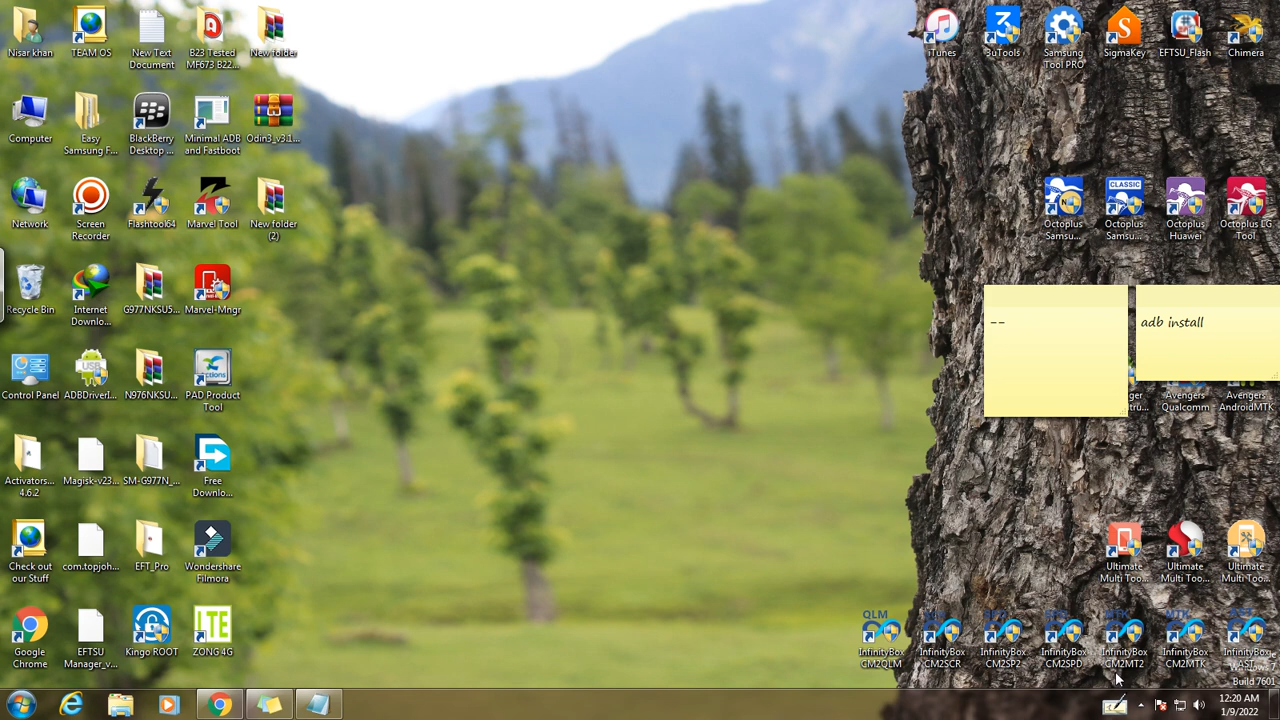 Nisar khan
TEAM OS
New Text
Document
B23 Tested
MF673 B22...
New folder
Computer
Easy
Samsung F...
BlackBerry
Desktop ...
Minimal ADB
and Fastboot
Odin3_v3.1...
Network
Screen
Recorder
Flashtool64
Marvel Tool
New folder
(2)
Recycle Bin
Internet
Downlo...
G977NKSU5...
Marvel-Mngr
Control Panel
ADBDriverI...
N976NKSU...
PAD Product
Tool
Activators...
4.6.2
Magisk-v23...
SM-G977N_...
Free
Downlo...
Check out
our Stuff
com.topjoh...
EFT_Pro
Wondershare
Filmora
Google
Chrome
EFTSU
Manager_v...
Kingo ROOT
LTE
ZONG 4G
iTunes
3uTools
Samsung
Tool PRO
SigmaKey
EFTSU_Flash
Chimera
Octoplus
Samsu...
CLASSIC
Octoplus
Samsu...
Octoplus
Huawei
Octoplus LG
Tool
--
adb install
Avengers
Qualcomm
Avengers
AndroidMTK
Ultimate
Multi Too...
Ultimate
Multi Too...
Ultimate
Multi Too...
QLM
InfinityBox
CM2QLM
InfinityBox
CM2SCR
InfinityBox
CM2SP2
InfinityBox
CM2SPD
InfinityBox
CM2MT2
MTK
InfinityBox
CM2MTK
InfinityBox
Build 7601
12:20 AM
1/9/2022